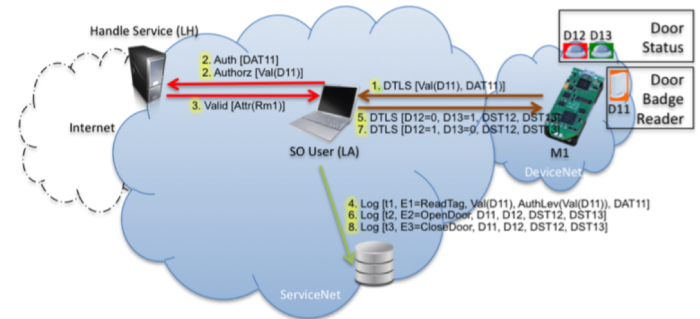 Handle Service (LH)
Internet
2. Auth [DAT11]
2. Authorz [Val(D11)]
3. Valid [Attr(Rm1)]
SO User (LA)
1. DTLS [Val(D11), DAT11)]
5. DTLS [D12=0, D13=1, DST12, DST13]
7. DTLS [D12=1, D13=0, DST12, DST13]
D12 D13
Door
Status
D11
Door
Badge
Reader
M1
DeviceNet
4. Log [t1, E1=ReadTag, Val(D11), AuthLev(Val(D11)), DAT11]
6. Log [t2, E2=OpenDoor, D11, D12, DST12, DST13]
8. Log [t3, E3=CloseDoor, D11, D12, DST12, DST13]
ServiceNet